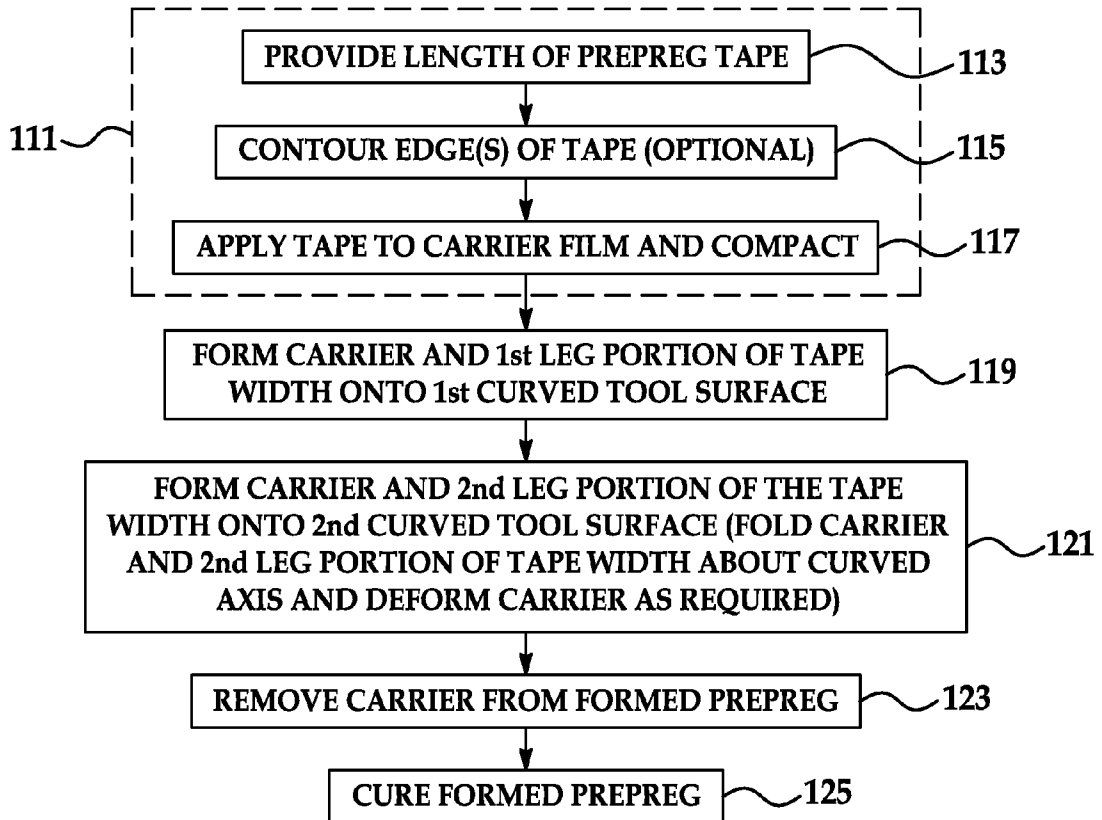 PROVIDE LENGTH OF PREPREG TAPE
113
111
CONTOUR EDGE(S) OF TAPE (OPTIONAL)
115
APPLY TAPE TO CARRIER FILM AND COMPACT
117
FORM CARRIER AND 1st LEG PORTION OF TAPE
WIDTH ONTO 1st CURVED TOOL SURFACE
119
FORM CARRIER AND 2nd LEG PORTION OF THE TAPE
WIDTH ONTO 2nd CURVED TOOL SURFACE (FOLD CARRIER
AND 2nd LEG PORTION OF TAPE WIDTH ABOUT CURVED
AXIS AND DEFORM CARRIER AS REQUIRED)
121
REMOVE CARRIER FROM FORMED PREPREG
123
CURE FORMED PREPREG
125